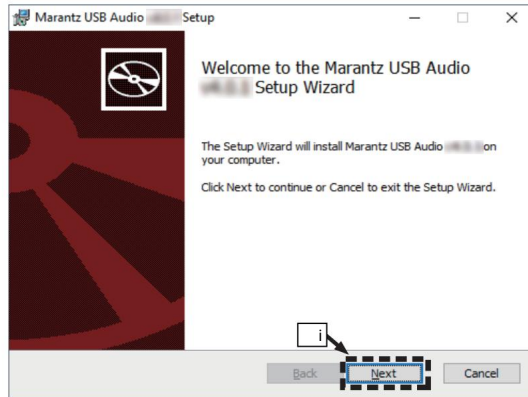 Marantz USB Audio Setup
Welcome to the Marantz USB Audio
Setup Wizard
The Setup Wizard will install Marantz USB Audio on
your computer.
Click Next to continue or Cancel to exit the Setup Wizard.
i
Back Next Cancel